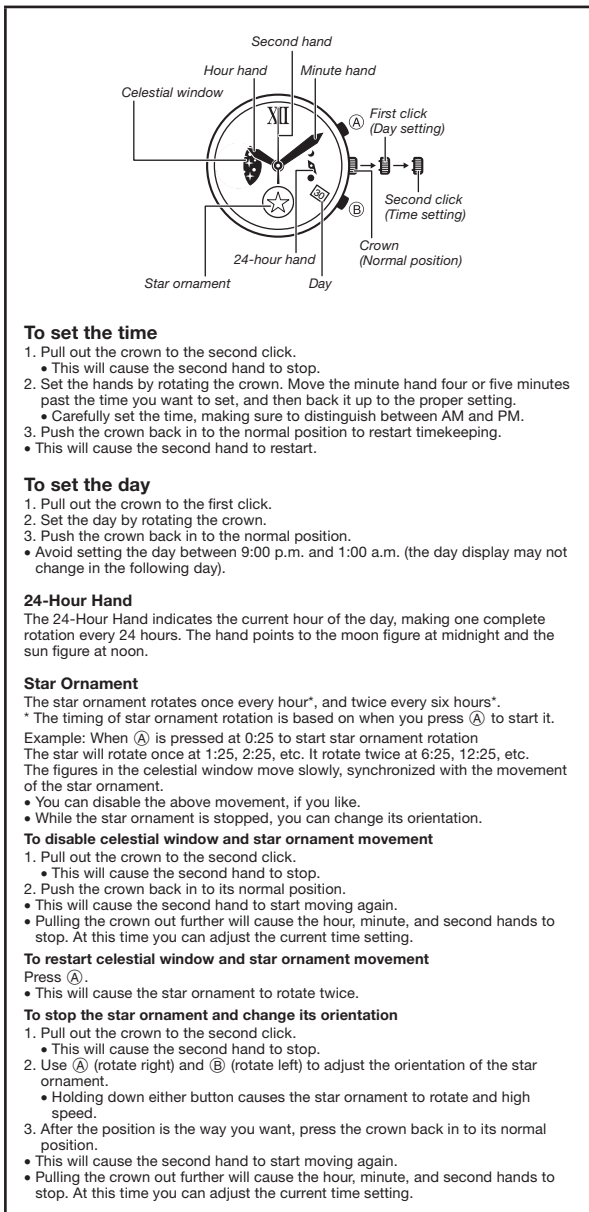 Second hand
Hour hand
Minute hand
Celestial window
XII
Ⓐ
First click
(Day setting)
30
Ⓑ
Second click
(Time setting)
24-hour hand
Crown
(Normal position)
Star ornament
Day
To set the time
1. Pull out the crown to the second click.
• This will cause the second hand to stop.
2. Set the hands by rotating the crown. Move the minute hand four or five minutes
past the time you want to set, and then back it up to the proper setting.
• Carefully set the time, making sure to distinguish between AM and PM.
3. Push the crown back in to the normal position to restart timekeeping.
• This will cause the second hand to restart.
To set the day
1. Pull out the crown to the first click.
2. Set the day by rotating the crown.
3. Push the crown back in to the normal position.
• Avoid setting the day between 9:00 p.m. and 1:00 a.m. (the day display may not
change in the following day).
24-Hour Hand
The 24-Hour Hand indicates the current hour of the day, making one complete
rotation every 24 hours. The hand points to the moon figure at midnight and the
sun figure at noon.
Star Ornament
The star ornament rotates once every hour*, and twice every six hours*.
* The timing of star ornament rotation is based on when you press Ⓐ to start it.
Example: When Ⓐ is pressed at 0:25 to start star ornament rotation
The star will rotate once at 1:25, 2:25, etc. It rotate twice at 6:25, 12:25, etc.
The figures in the celestial window move slowly, synchronized with the movement
of the star ornament.
• You can disable the above movement, if you like.
• While the star ornament is stopped, you can change its orientation.
To disable celestial window and star ornament movement
1. Pull out the crown to the second click.
• This will cause the second hand to stop.
2. Push the crown back in to its normal position.
• This will cause the second hand to start moving again.
• Pulling the crown out further will cause the hour, minute, and second hands to
stop. At this time you can adjust the current time setting.
To restart celestial window and star ornament movement
Press Ⓐ.
• This will cause the star ornament to rotate twice.
To stop the star ornament and change its orientation
1. Pull out the crown to the second click.
• This will cause the second hand to stop.
2. Use Ⓐ (rotate right) and Ⓑ (rotate left) to adjust the orientation of the star
ornament.
• Holding down either button causes the star ornament to rotate and high
speed.
3. After the position is the way you want, press the crown back in to its normal
position.
• This will cause the second hand to start moving again.
• Pulling the crown out further will cause the hour, minute, and second hands to
stop. At this time you can adjust the current time setting.